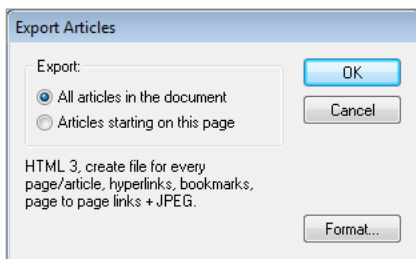 Export Articles
Export:
All articles in the document
Articles starting on this page
OK
Cancel
HTML 3, create file for every
page/article, hyperlinks, bookmarks,
page to page links + JPEG.
Format...